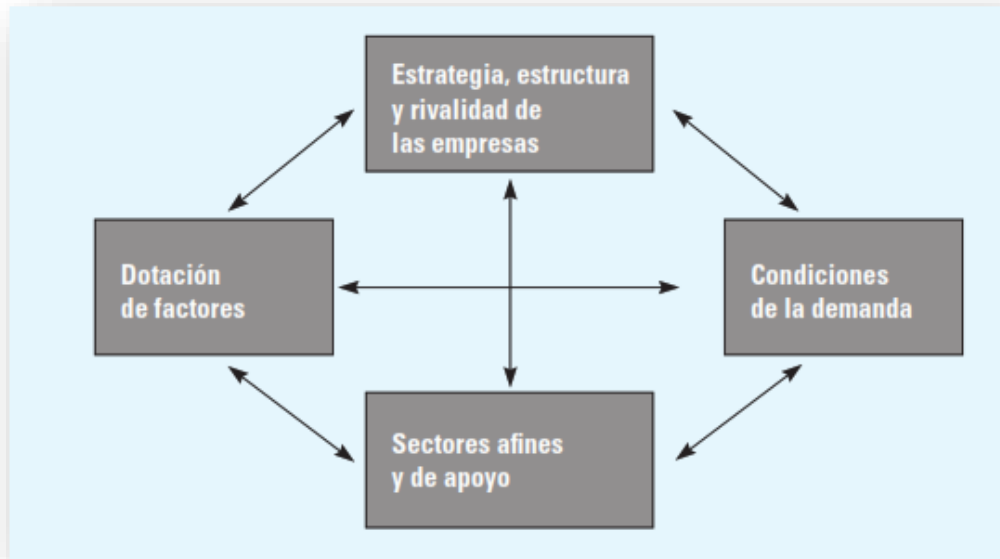 Estrategia, estructura
y rivalidad de
las empresas
Dotación
de factores
Condiciones
de la demanda
Sectores afines
y de apoyo